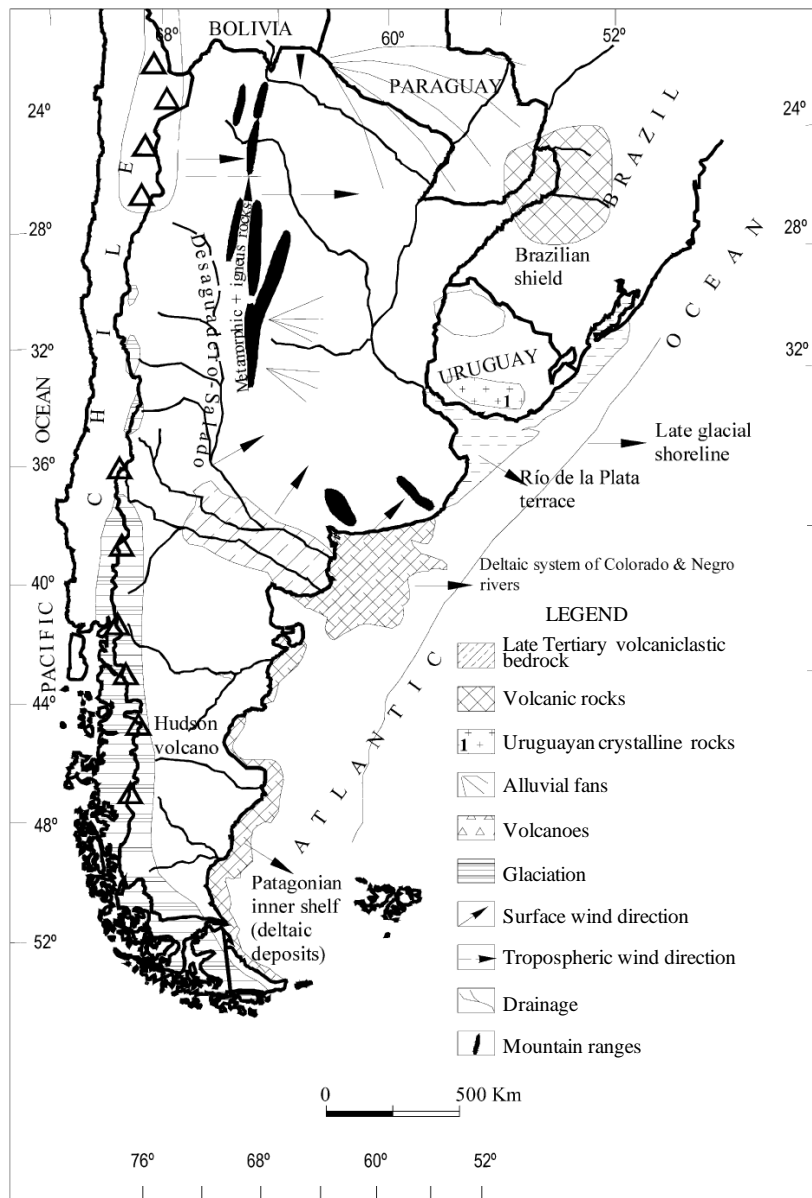 BOLIVIA
68º
60º
52º
PARAGUAY
24º
24º
BRAZIL
28º
28º
Brazilian
shield
Metamorphic + igneus rocks
Desaguadero-Salado
CHILE
OCEAN
32º
32º
URUGUAY
1
Late glacial
shoreline
36º
Río de la Plata
terrace
Deltaic system of Colorado & Negro
rivers
40º
PACIFIC
OCEAN
ATLANTIC
44º
Hudson
volcano
48º
Patagonian
inner shelf
(deltaic
deposits)
52º
LEGEND
Late Tertiary volcaniclastic
bedrock
Volcanic rocks
1 Uruguayan crystalline rocks
Alluvial fans
Volcanoes
Glaciation
Surface wind direction
Tropospheric wind direction
Drainage
Mountain ranges
0 500 Km
76º 68º 60º 52º